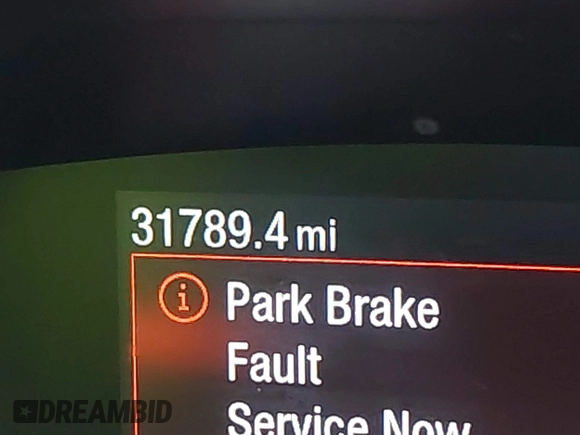 31789.4 mi
Park Brake
Fault
Service Now
DREAMBID